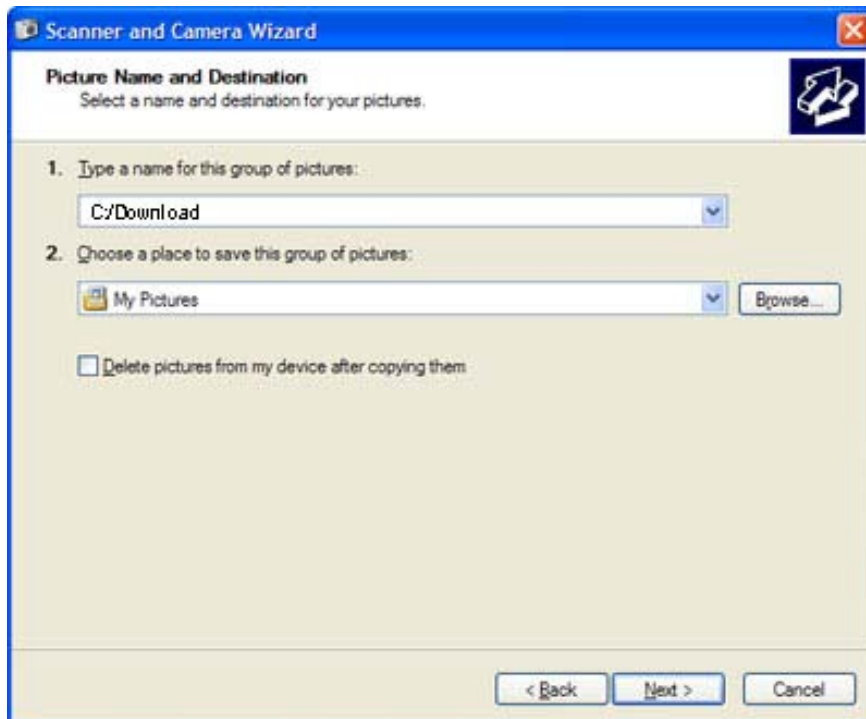 Scanner and Camera Wizard
Picture Name and Destination
Select a name and destination for your pictures.
1. Type a name for this group of pictures:
C:/Download
2. Choose a place to save this group of pictures:
My Pictures
Browse...
Delete pictures from my device after copying them
< Back Next > Cancel